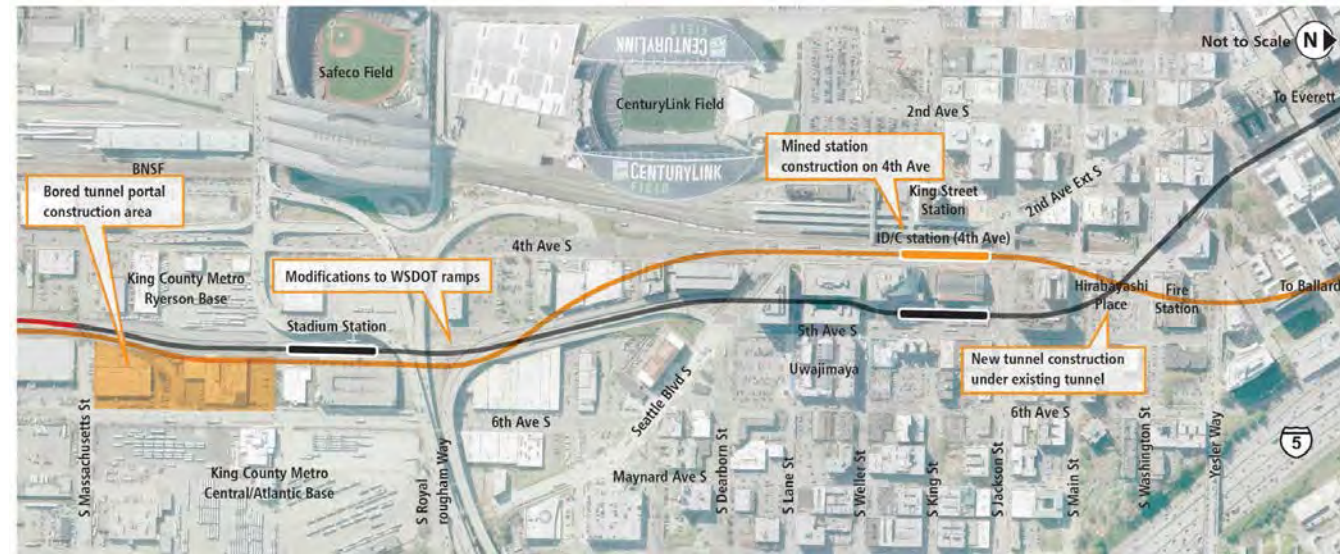 Not to Scale
N
Safeco Field
CENTURYLINK
FIELD
CenturyLink Field
CENTURYLINK
FIELD
2nd Ave S
To Everett
BNSF
Mined station
construction on 4th Ave
Bored tunnel portal
construction area
King Street
Station
2nd Ave Ext S
4th Ave S
ID/C station (4th Ave)
King County Metro
Ryerson Base
Modifications to WSDOT ramps
Hirabayashi
Place
Fire
Station
To Ballard
Stadium Station
5th Ave S
New tunnel construction
under existing tunnel
Uwajimaya
6th Ave S
Seattle Blvd S
6th Ave S
5
King County Metro
Central/Atlantic Base
Maynard Ave S
S Massachusetts St
S Royal
rougham Way
S Dearborn St
S Lane St
S Weller St
S King St
S Jackson St
S Main St
S Washington St
Yesler Way